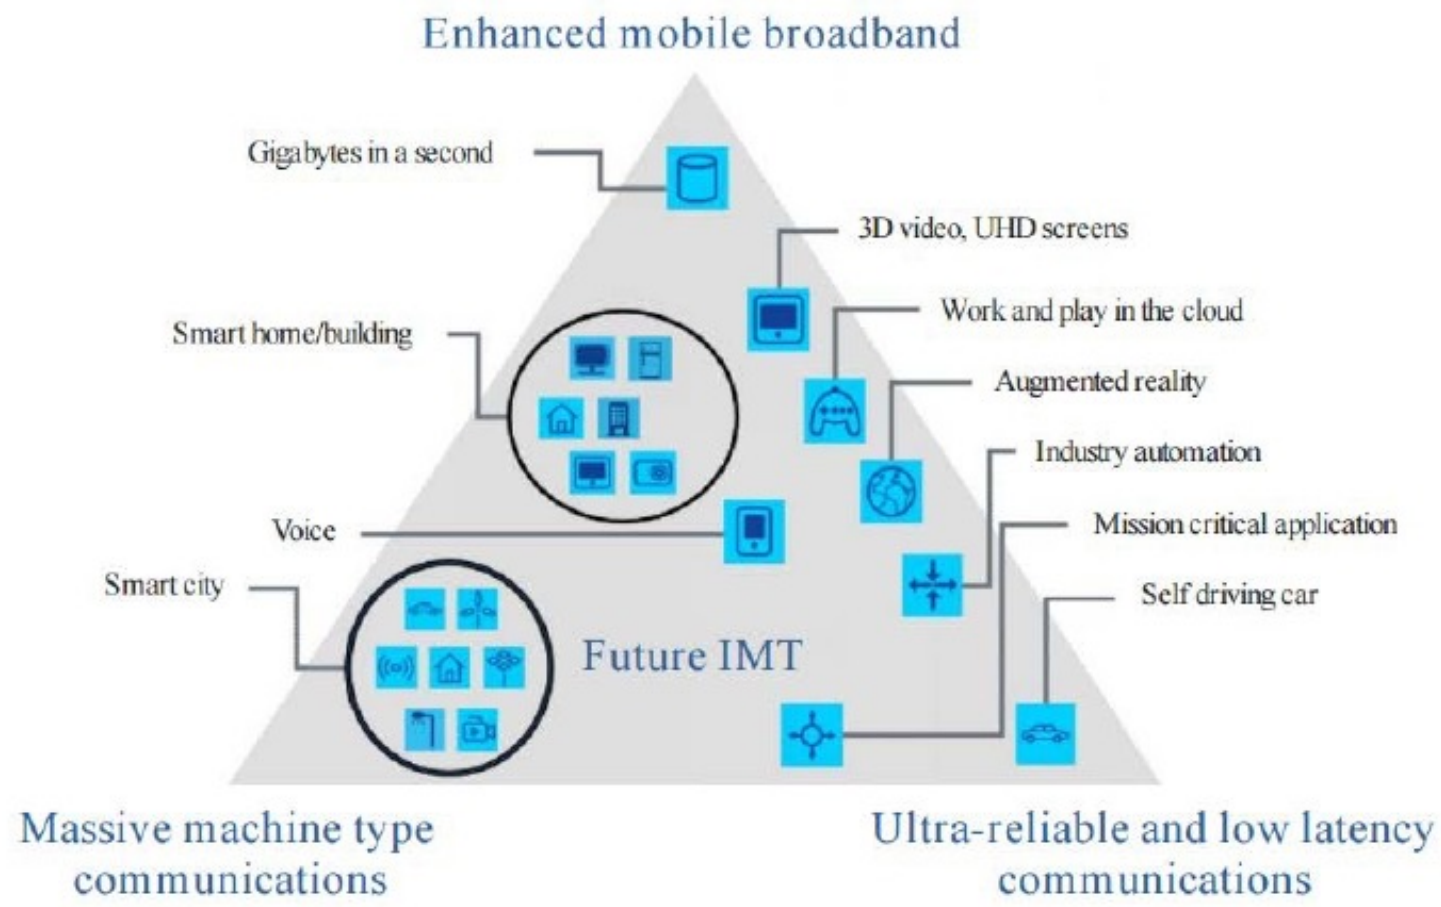 Enhanced mobile broadband
Gigabytes in a second
3D video, UHD screens
Work and play in the cloud
Smart home/building
Augmented reality
Industry automation
Mission critical application
Voice
Smart city
Self driving car
Future IMT
Massive machine type
communications
Ultra-reliable and low latency
communications